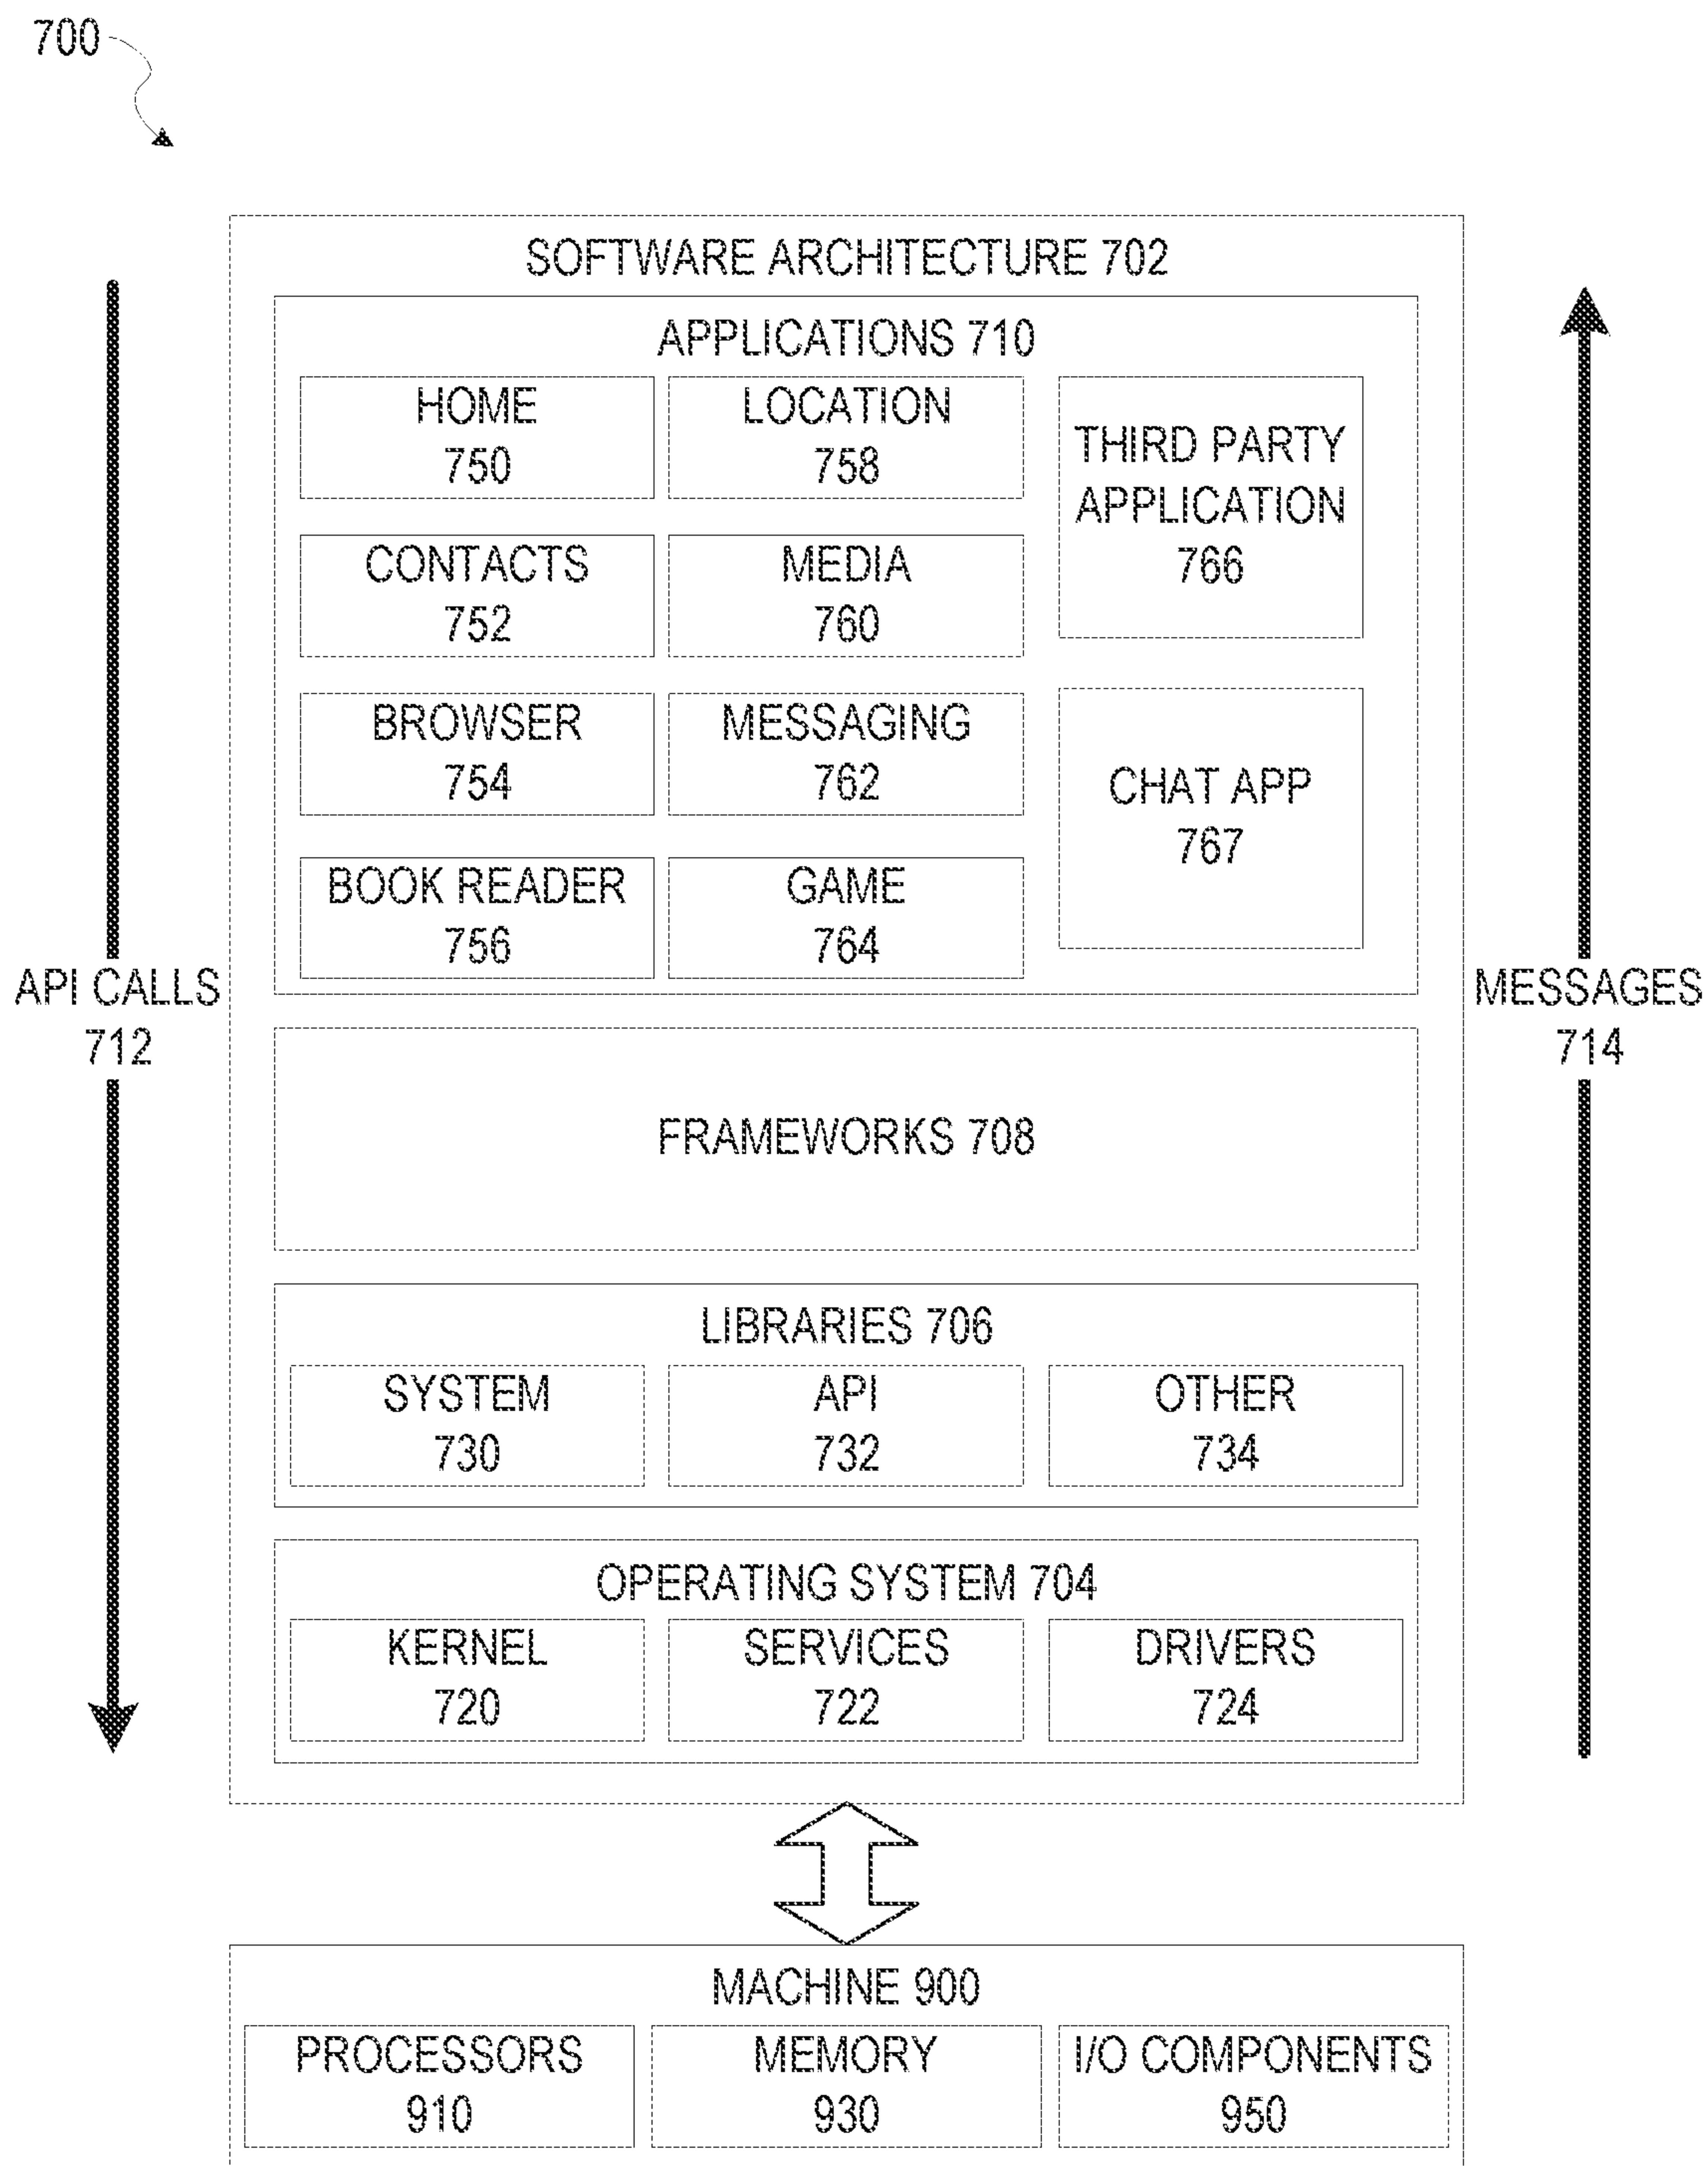 700
SOFTWARE ARCHITECTURE 702
APPLICATIONS 710
HOME
750
LOCATION
758
THIRD PARTY
APPLICATION
766
CONTACTS
752
MEDIA
760
BROWSER
754
MESSAGING
762
CHAT APP
767
BOOK READER
756
GAME
764
API CALLS
712
MESSAGES
714
FRAMEWORKS 708
LIBRARIES 706
SYSTEM
730
API
732
OTHER
734
OPERATING SYSTEM 704
KERNEL
720
SERVICES
722
DRIVERS
724
MACHINE 900
PROCESSORS
910
MEMORY
930
I/O COMPONENTS
950